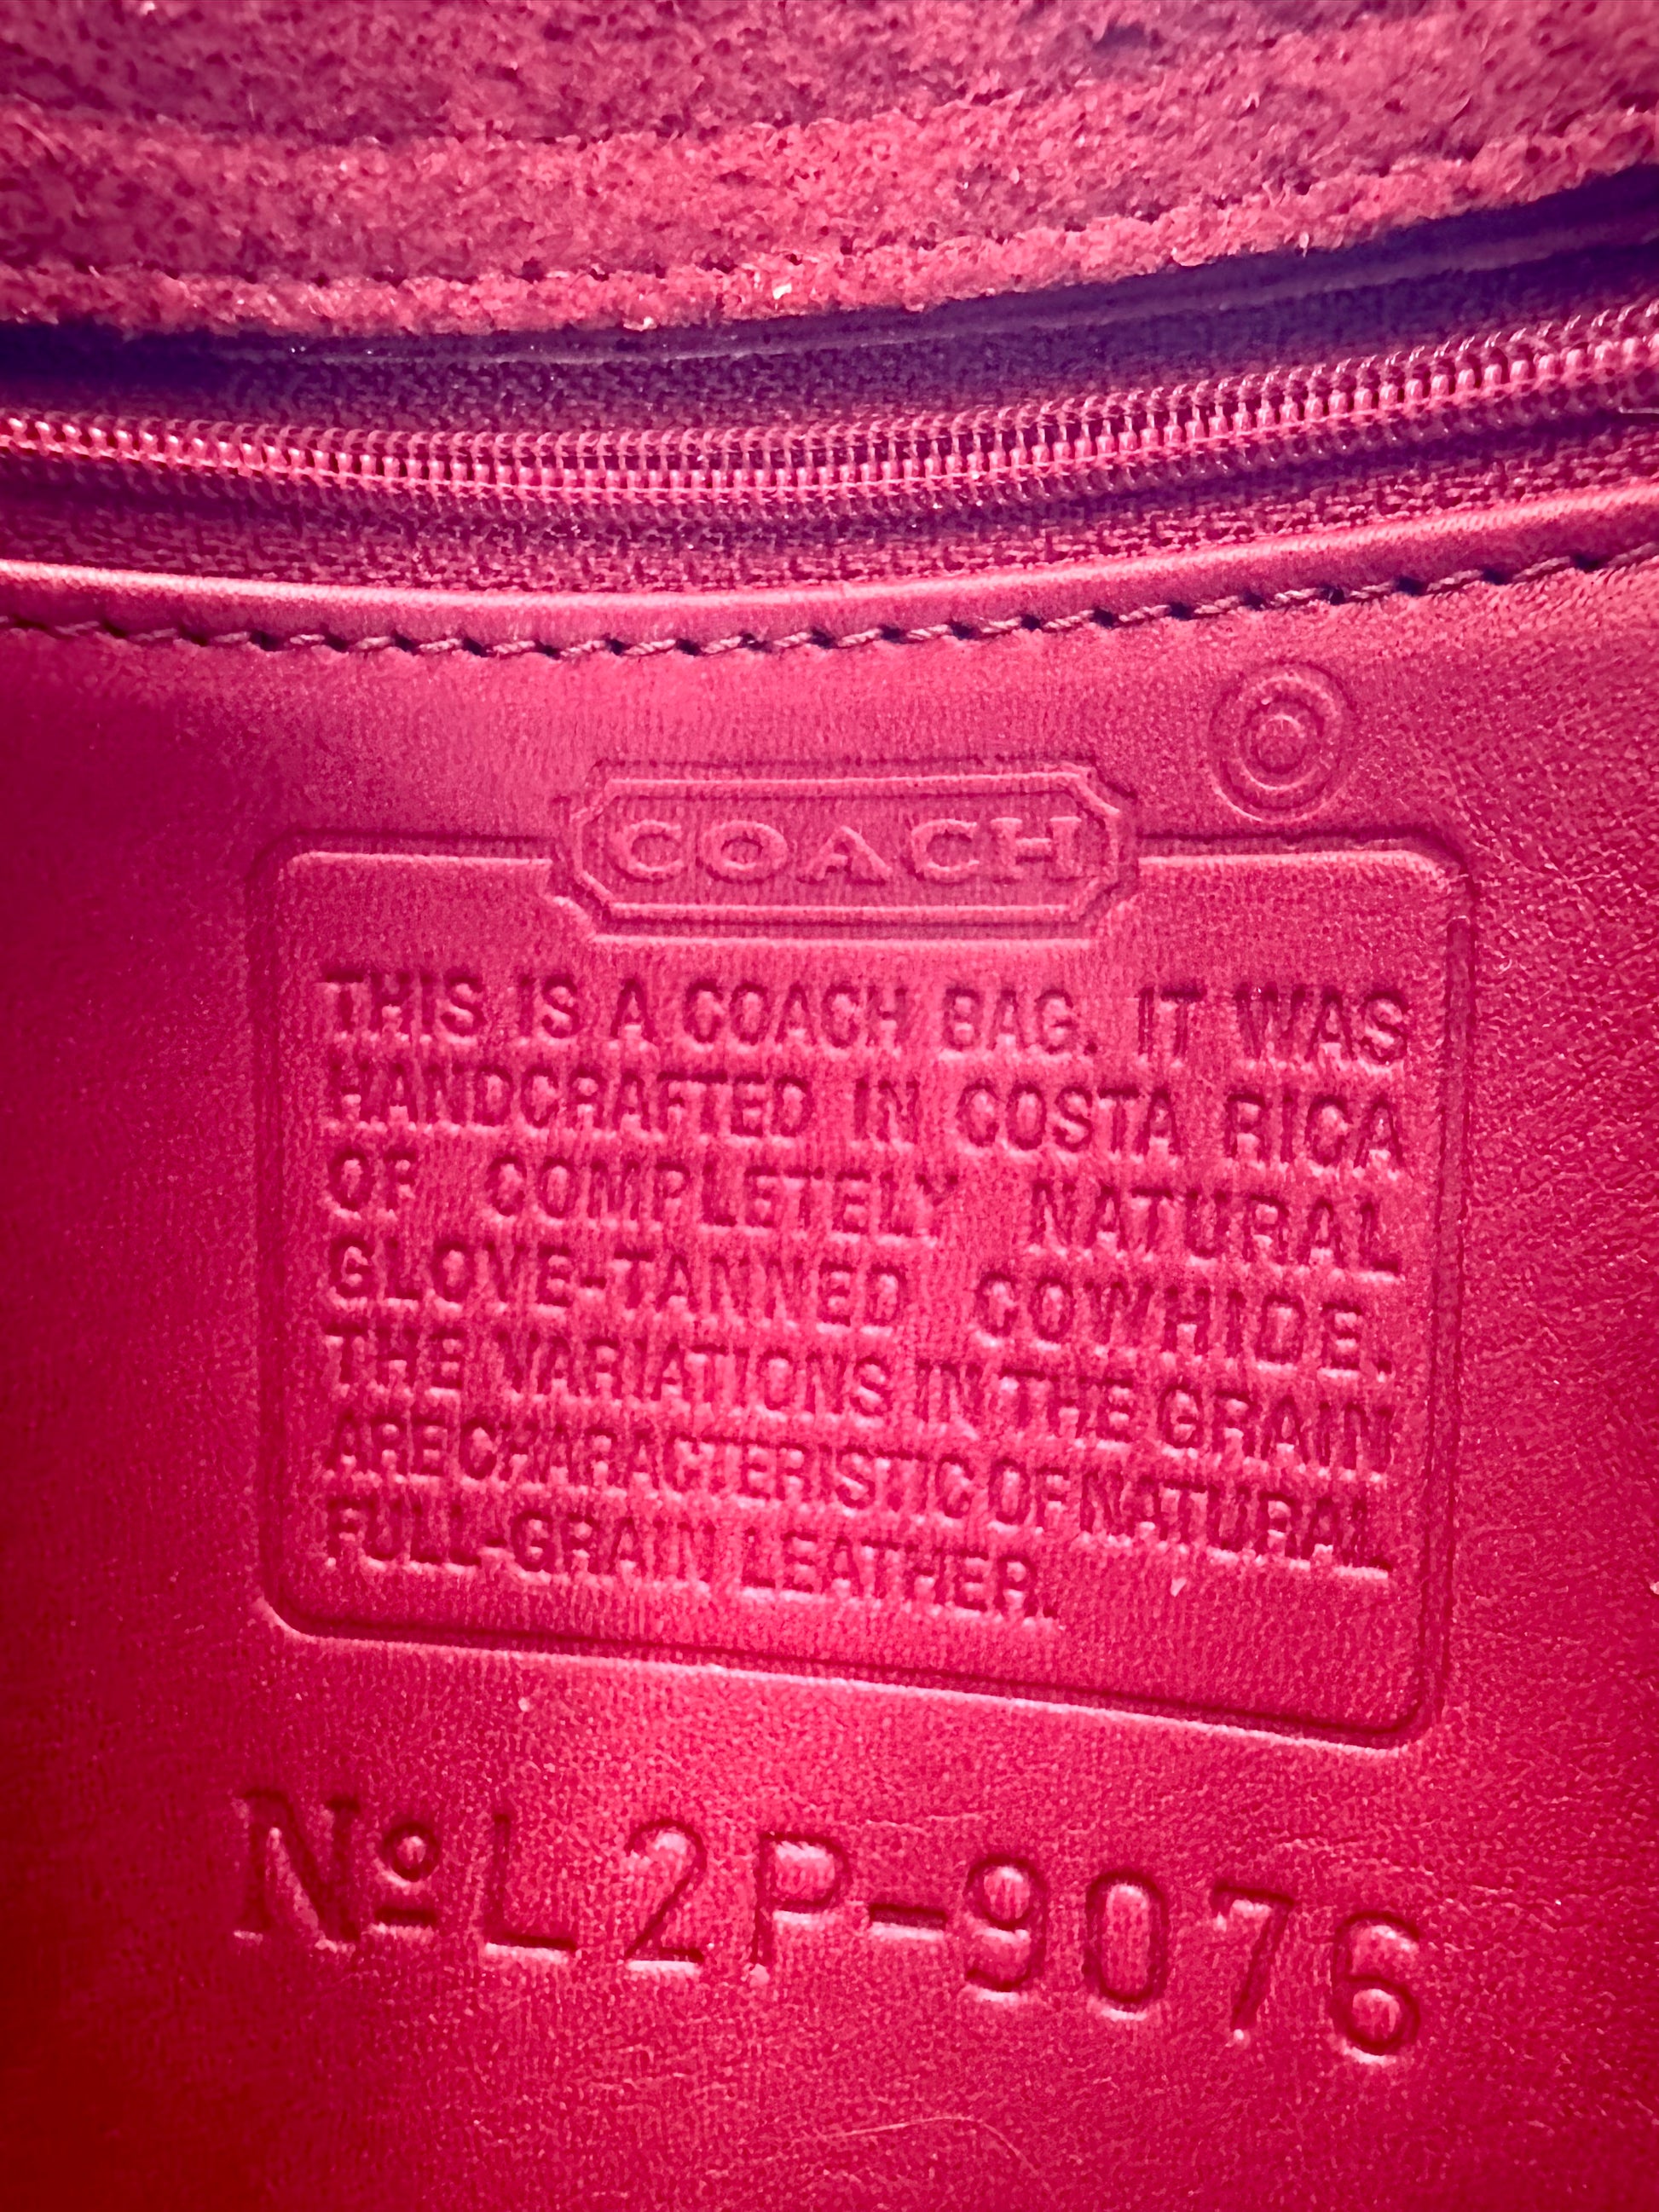 COACH
THIS IS A COACH BAG. IT WAS
HANDCRAFTED IN COSTA RICA
OF COMPLETELY NATURAL
GLOVE-TANNED COWHIDE.
THE VARIATIONS IN THE GRAIN
ARE CHARACTERISTIC OF NATURAL
FULL-GRAIN LEATHER.
Nº L2P-9076